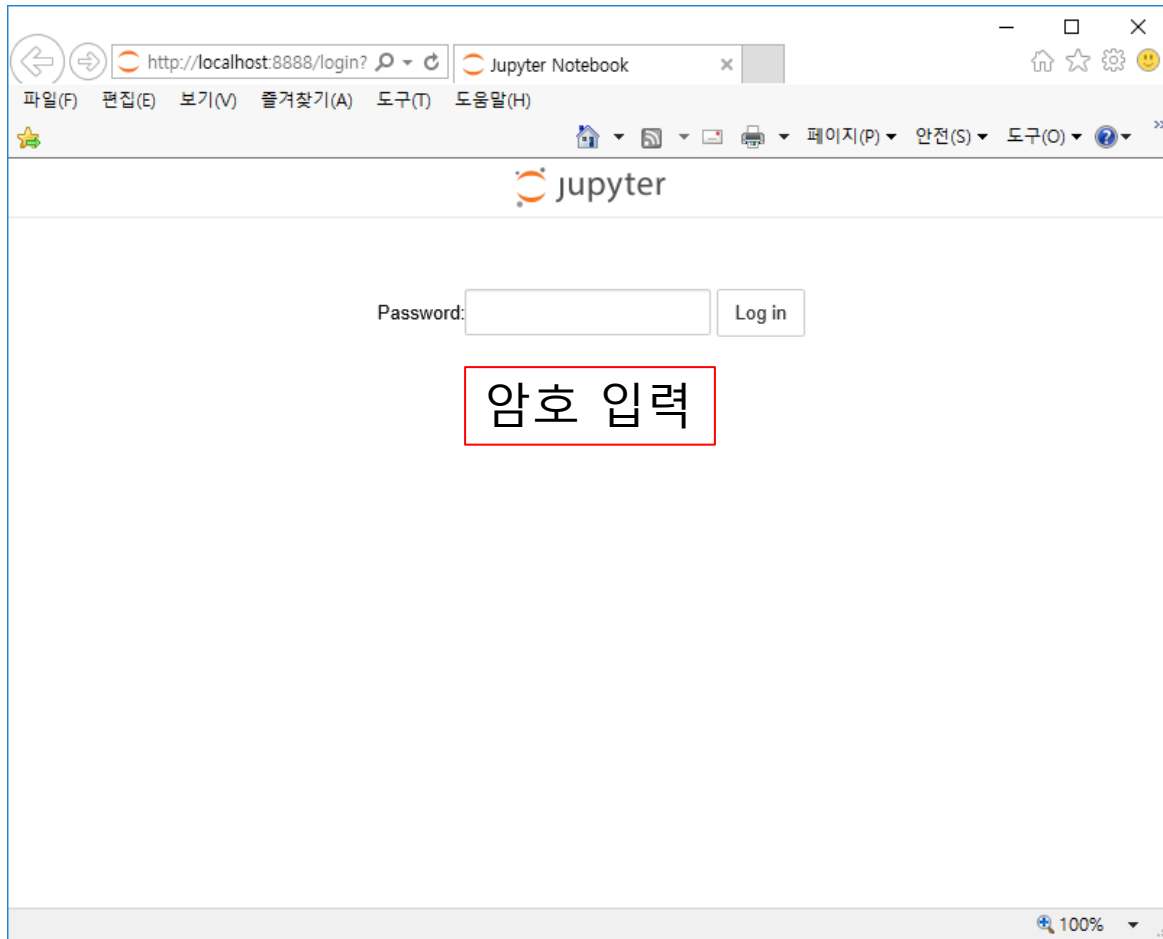 http://localhost:8888/login?
Jupyter Notebook
파일(F) 편집(E) 보기(V) 즐겨찾기(A) 도구(T) 도움말(H)
페이지(P) 안전(S) 도구(O)
jupyter
Password: Log in
암호 입력
100%